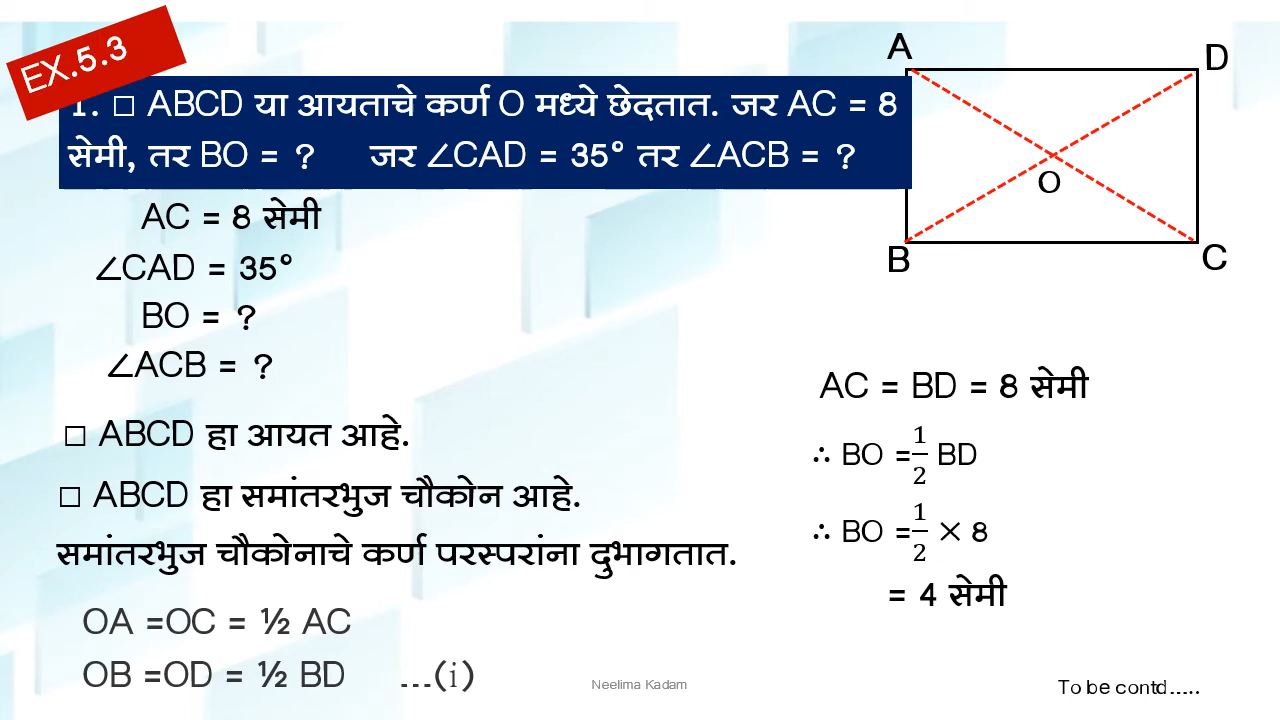 EX.5.3
1. □ ABCD या आयताचे कर्ण O मध्ये छेदतात. जर AC = 8
सेमी, तर BO = ? जर ∠CAD = 35° तर ∠ACB = ?
A
D
O
B
C
AC = 8 सेमी
∠CAD = 35°
BO = ?
∠ACB = ?
□ ABCD हा आयत आहे.
□ ABCD हा समांतरभुज चौकोन आहे.
समांतरभुज चौकोनाचे कर्ण परस्परांना दुभागतात.
OA =OC = ½ AC
OB =OD = ½ BD ...(i)
AC = BD = 8 सेमी
∴ BO =1/2 BD
∴ BO =1/2 × 8
= 4 सेमी
Neelima Kadam
To be contd.....